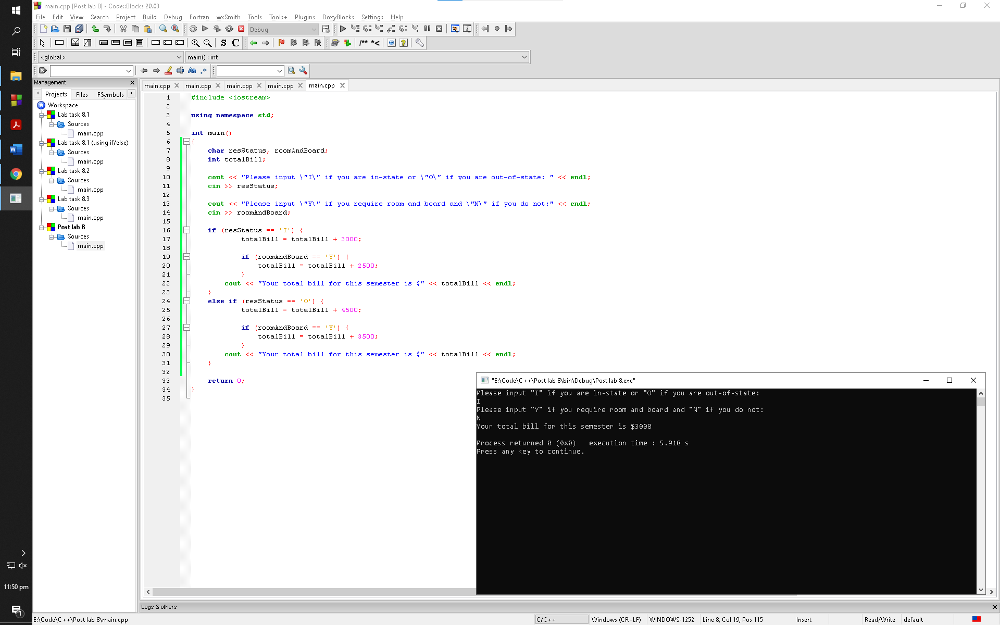 main.cpp [Post lab 8] - Code::Blocks 20.03
File Edit View Search Project Build Debug Fortran wxSmith Tools Tools+ Plugins DoxyBlocks Settings Help
Debug
S C /** *<
<global> main() : int
Aa .*
Management
main.cpp main.cpp main.cpp main.cpp main.cpp
Projects Files FSymbols
Workspace
Lab task 8.1
Sources
main.cpp
Lab task 8.1 (using if/else)
Sources
main.cpp
Lab task 8.2
Sources
main.cpp
Lab task 8.3
Sources
main.cpp
Post lab 8
Sources
main.cpp
1 #include <iostream>
2
3 using namespace std;
4
5 int main()
6 {
7 char resStatus, roomAndBoard;
8 int totalBill;
9
10 cout << "Please input \"I\" if you are in-state or \"O\" if you are out-of-state: " << endl;
11 cin >> resStatus;
12
13 cout << "Please input \"Y\" if you require room and board and \"N\" if you do not:" << endl;
14 cin >> roomAndBoard;
15
16 if (resStatus == 'I') {
17 totalBill = totalBill + 3000;
18
19 if (roomAndBoard == 'Y') {
20 totalBill = totalBill + 2500;
21 }
22 cout << "Your total bill for this semester is $" << totalBill << endl;
23 }
24 else if (resStatus == 'O') {
25 totalBill = totalBill + 4500;
26
27 if (roomAndBoard == 'Y') {
28 totalBill = totalBill + 3500;
29 }
30 cout << "Your total bill for this semester is $" << totalBill << endl;
31 }
32
33 return 0;
34 }
35
"E:\Code\C++\Post lab 8\bin\Debug\Post lab 8.exe"
Please input "I" if you are in-state or "O" if you are out-of-state:
I
Please input "Y" if you require room and board and "N" if you do not:
N
Your total bill for this semester is $3000
Process returned 0 (0x0) execution time : 5.918 s
Press any key to continue.
11:50 pm
1
Logs & others
E:\Code\C++\Post lab 8\main.cpp C/C++ Windows (CR+LF) WINDOWS-1252 Line 8, Col 19, Pos 115 Insert Read/Write default